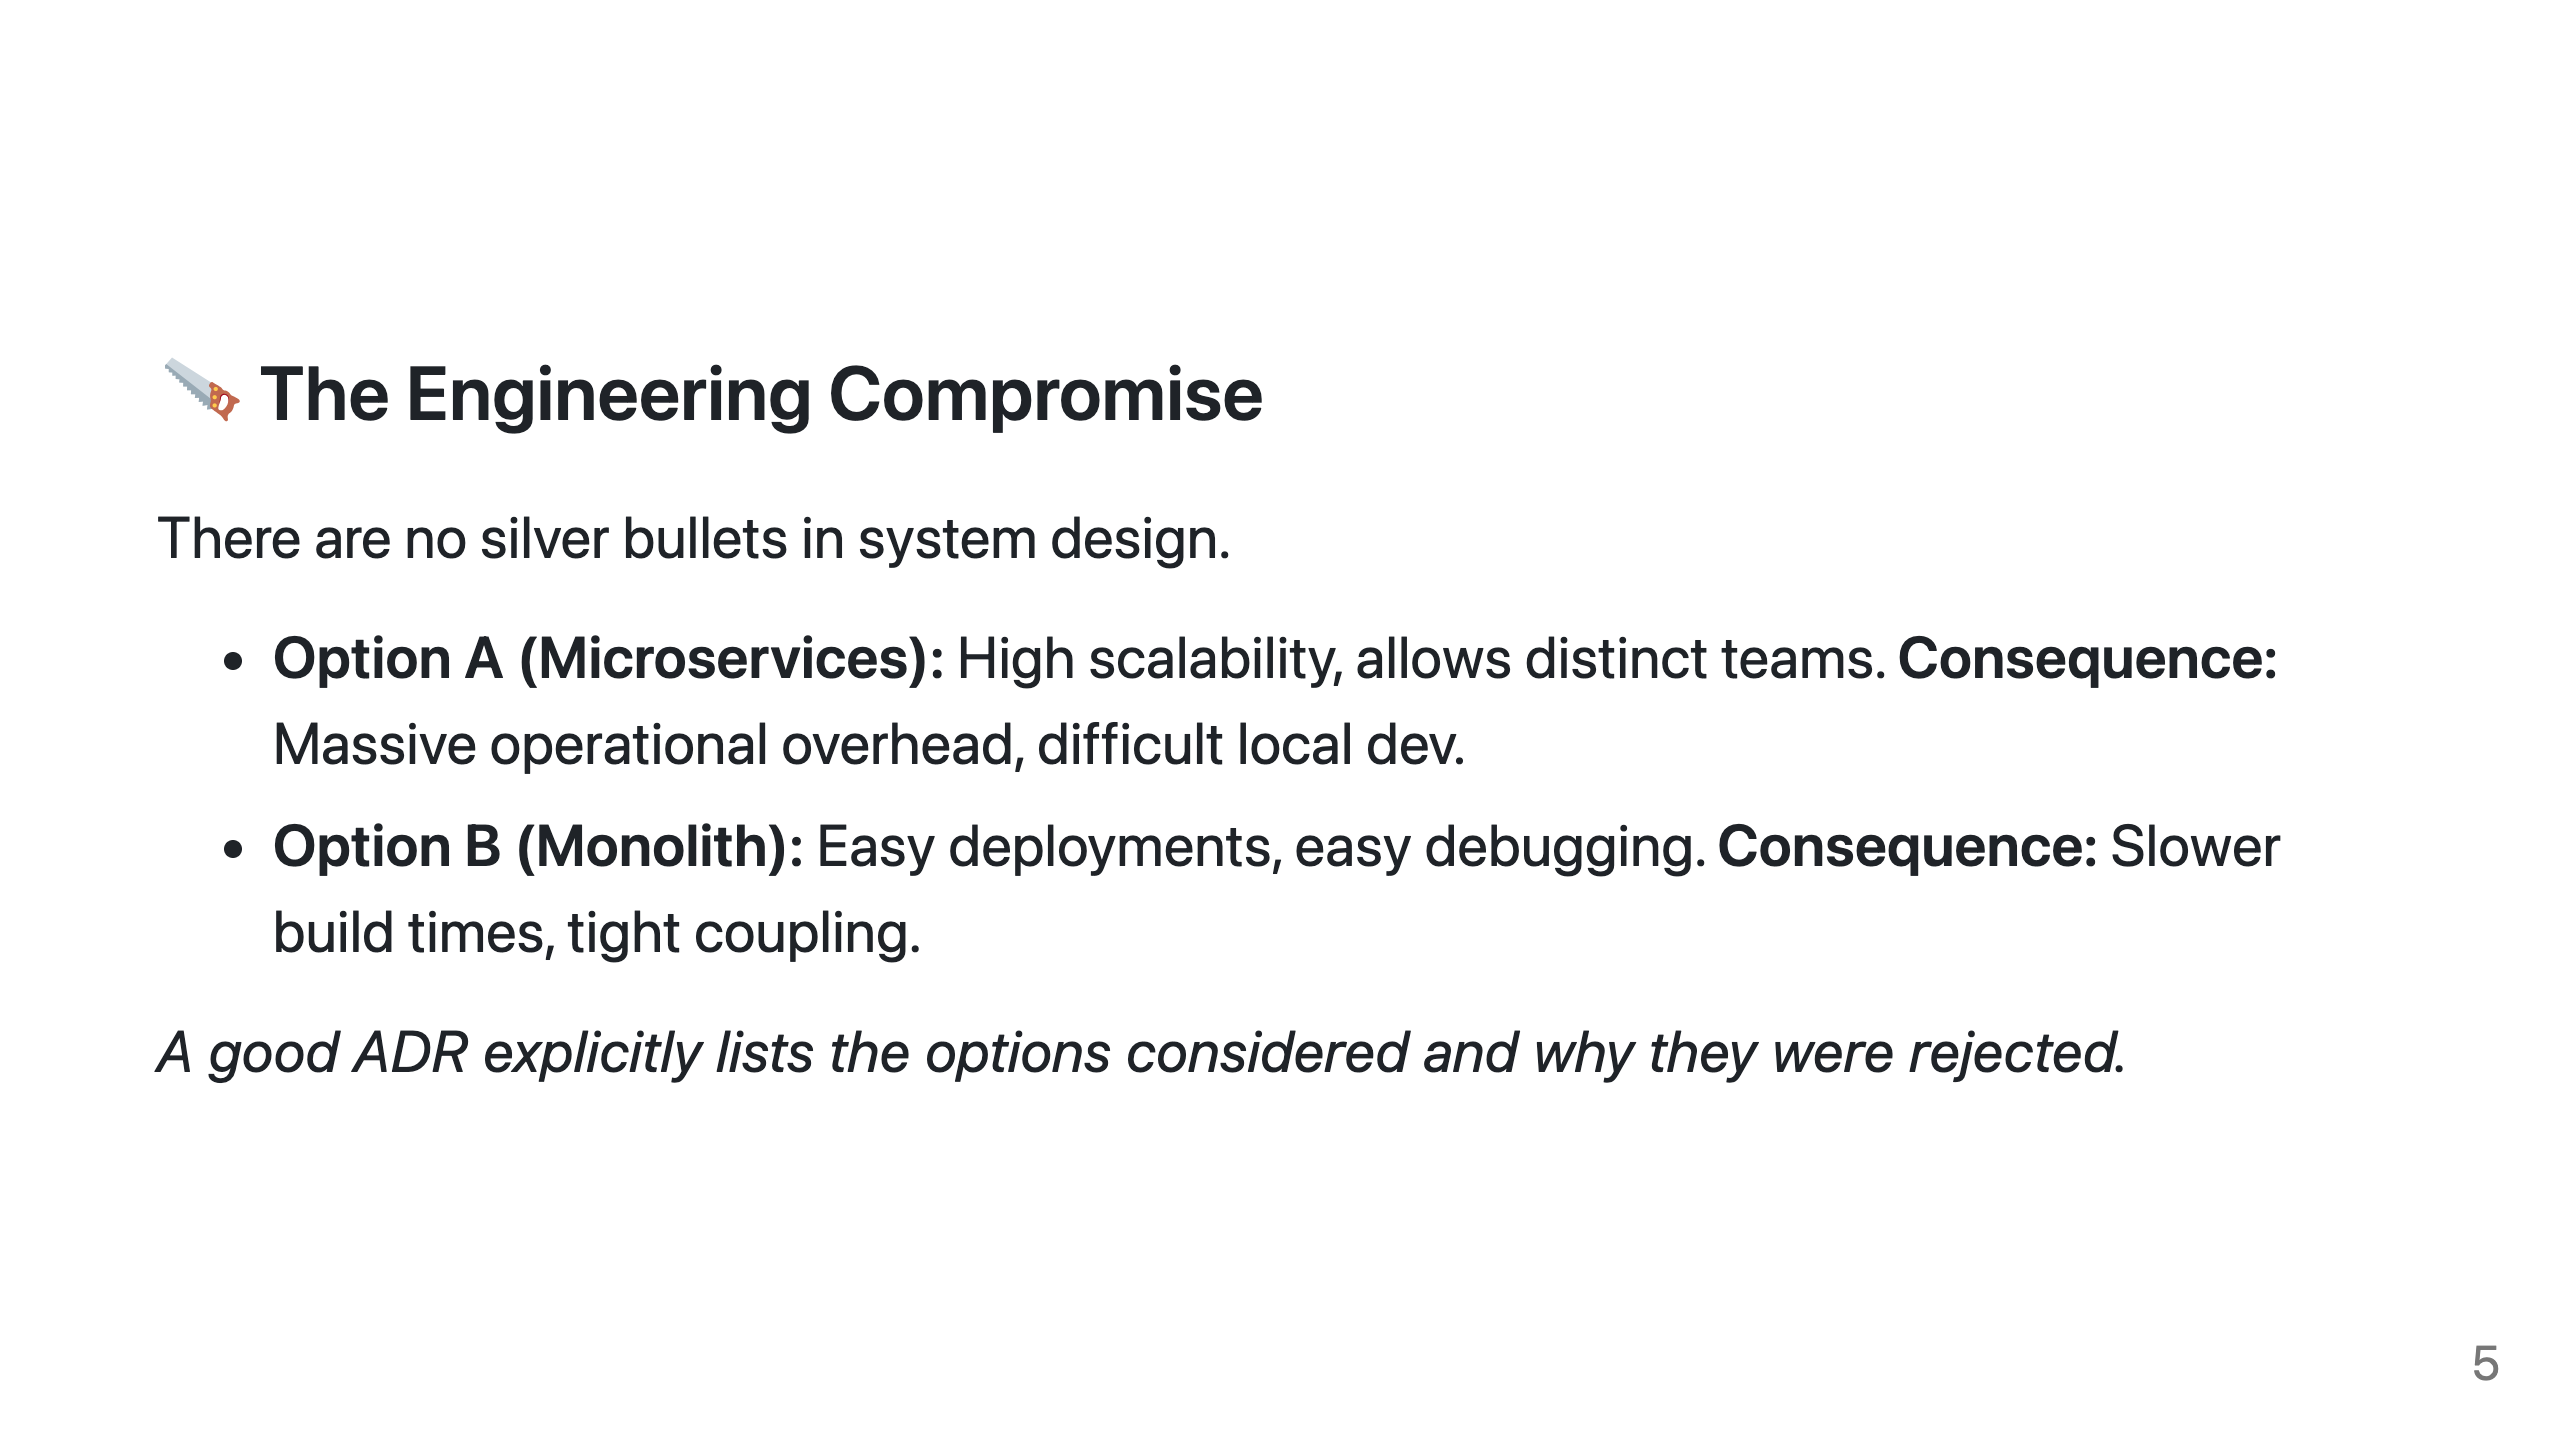 The Engineering Compromise
There are no silver bullets in system design.
• Option A (Microservices): High scalability, allows distinct teams. Consequence:
Massive operational overhead, difficult local dev.
• Option B (Monolith): Easy deployments, easy debugging. Consequence: Slower
build times, tight coupling.
A good ADR explicitly lists the options considered and why they were rejected.
5